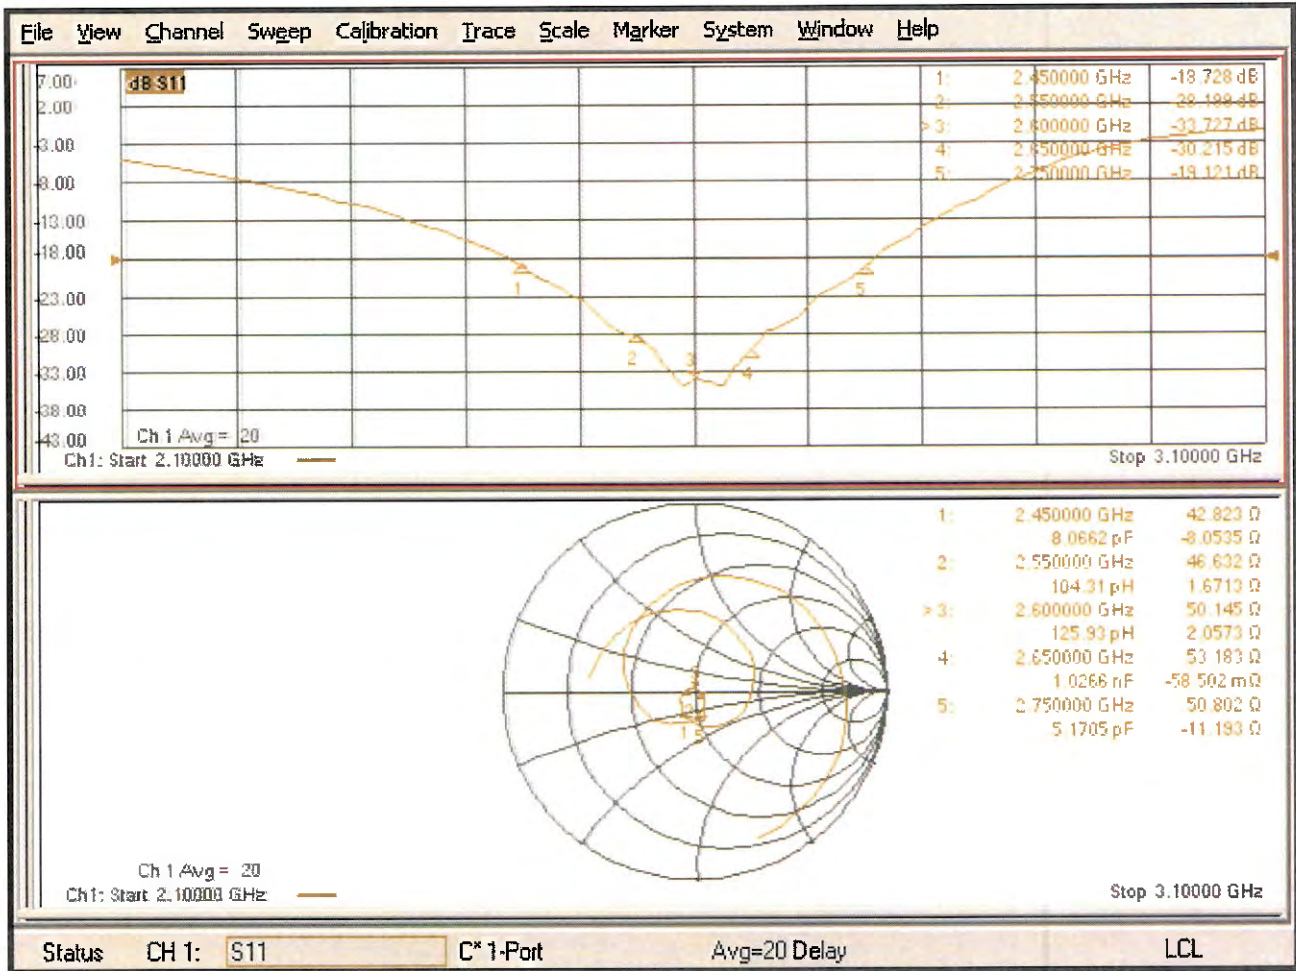 File View Channel Sweep Calibration Trace Scale Marker System Window Help
7.00
2.00
-3.00
-8.00
-13.00
-18.00
-23.00
-28.00
-33.00
-38.00
-43.00
dB S11
1: 2.450000 GHz -18.728 dB
2: 2.550000 GHz -28.199 dB
> 3: 2.600000 GHz -33.727 dB
4: 2.650000 GHz -30.215 dB
5: 2.750000 GHz -19.121 dB
1
2
3
4
5
Ch 1 Avg = 20
Ch1: Start 2.10000 GHz
Stop 3.10000 GHz
1: 2.450000 GHz 42.823 Ω
8.0662 pF -8.0535 Ω
2: 2.550000 GHz 46.632 Ω
104.31 pH 1.6713 Ω
> 3: 2.600000 GHz 50.145 Ω
125.93 pH 2.0573 Ω
4: 2.650000 GHz 53.183 Ω
1.0266 nF -58.502 mΩ
5: 2.750000 GHz 50.802 Ω
5.1705 pF -11.193 Ω
1
5
Ch 1 Avg = 20
Ch1: Start 2.10000 GHz
Stop 3.10000 GHz
Status CH 1: S11 C* 1-Port Avg=20 Delay LCL